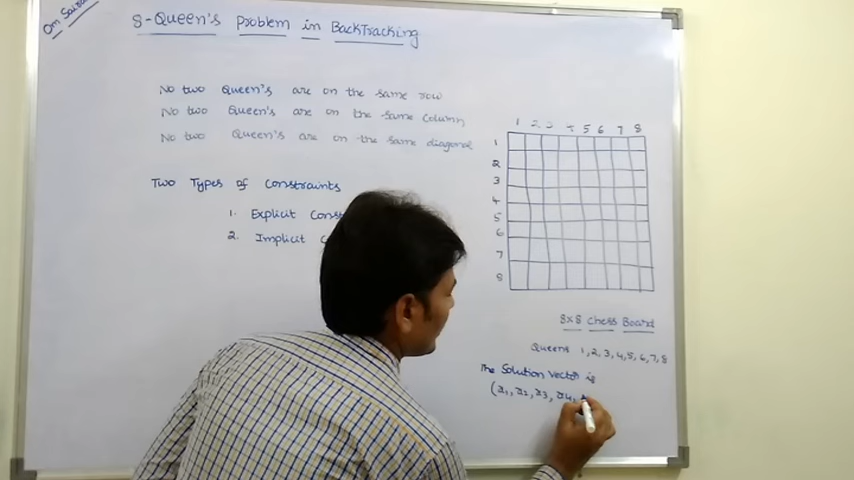 Om Sairam
8-Queen's Problem in BackTracking
No two Queen's are on the same row
No two Queen's are on the same column
No two Queen's are on the same diagonal
Two Types of Constraints
1. Explicit
2. Implicit
1 2 3 4 5 6 7 8
1
2
3
4
5
6
7
8
8x8 Chess Board
Queens 1,2,3,4,5,6,7,8
The Solution Vector is
(x1, x2, x3, x4,